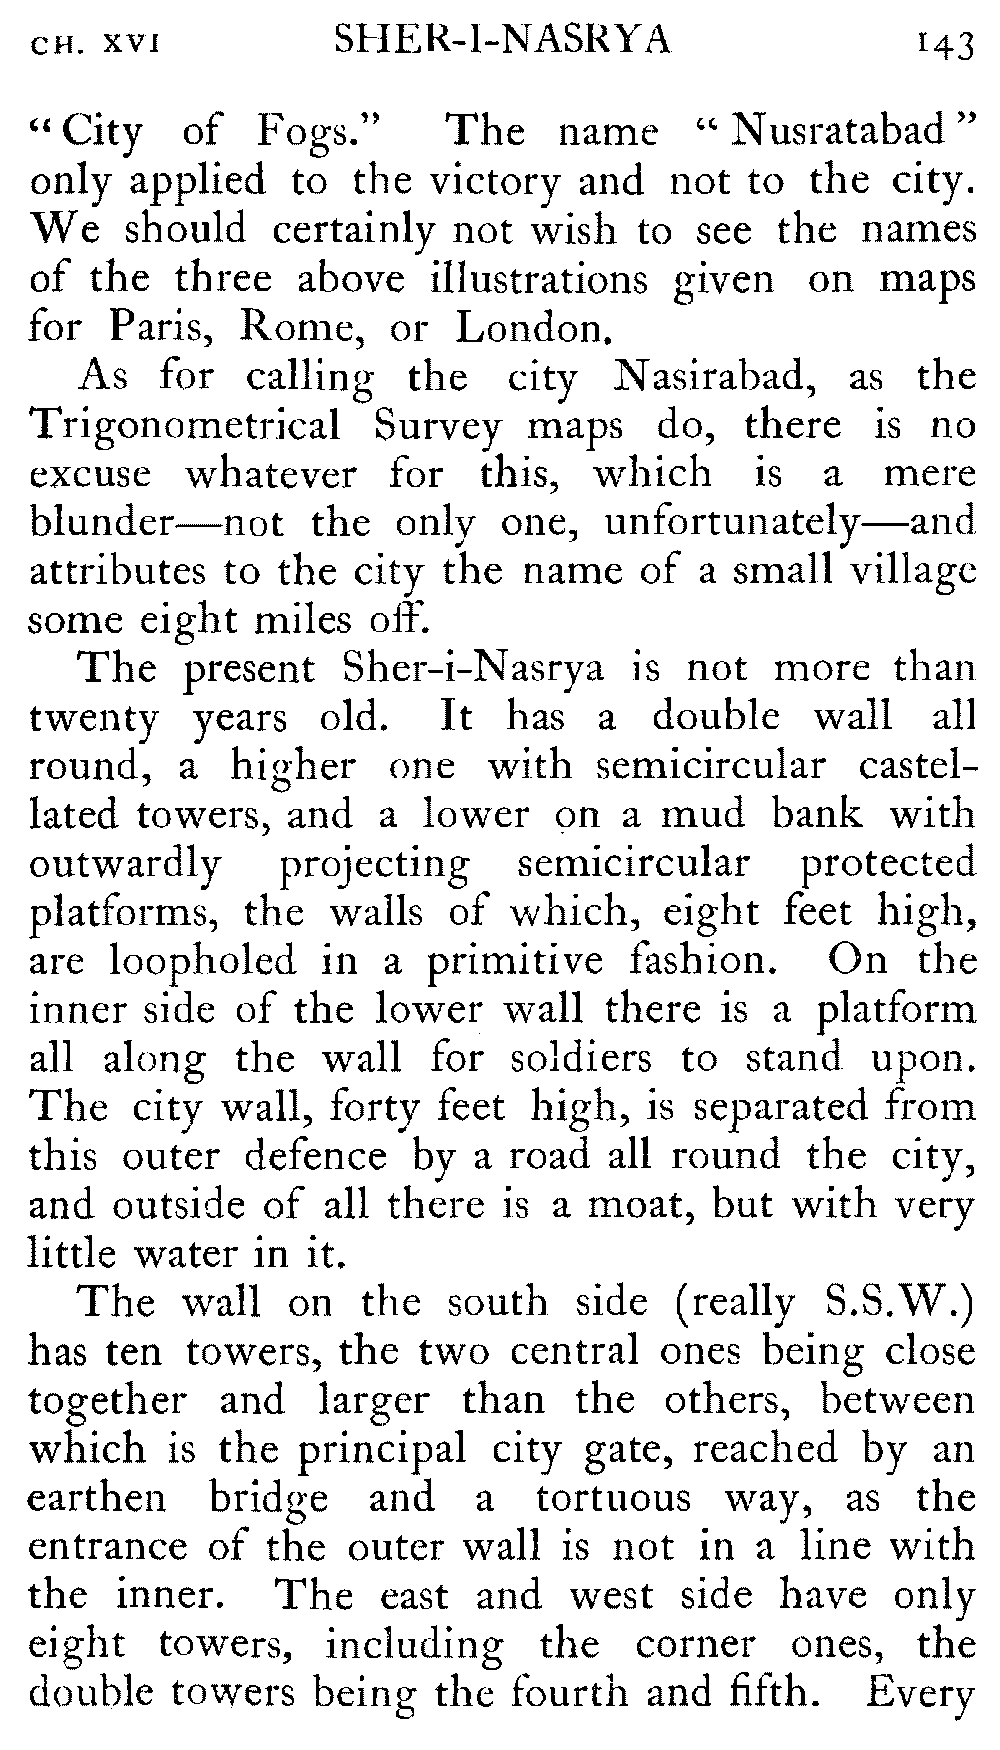 CH. XVI SHER-I-NASRYA 143
“City of Fogs.” The name “Nusratabad”
only applied to the victory and not to the city.
We should certainly not wish to see the names
of the three above illustrations given on maps
for Paris, Rome, or London.
As for calling the city Nasirabad, as the
Trigonometrical Survey maps do, there is no
excuse whatever for this, which is a mere
blunder—not the only one, unfortunately—and
attributes to the city the name of a small village
some eight miles off.
The present Sher-i-Nasrya is not more than
twenty years old. It has a double wall all
round, a higher one with semicircular castel-
lated towers, and a lower on a mud bank with
outwardly projecting semicircular protected
platforms, the walls of which, eight feet high,
are loopholed in a primitive fashion. On the
inner side of the lower wall there is a platform
all along the wall for soldiers to stand upon.
The city wall, forty feet high, is separated from
this outer defence by a road all round the city,
and outside of all there is a moat, but with very
little water in it.
The wall on the south side (really S.S.W.)
has ten towers, the two central ones being close
together and larger than the others, between
which is the principal city gate, reached by an
earthen bridge and a tortuous way, as the
entrance of the outer wall is not in a line with
the inner. The east and west side have only
eight towers, including the corner ones, the
double towers being the fourth and fifth. Every